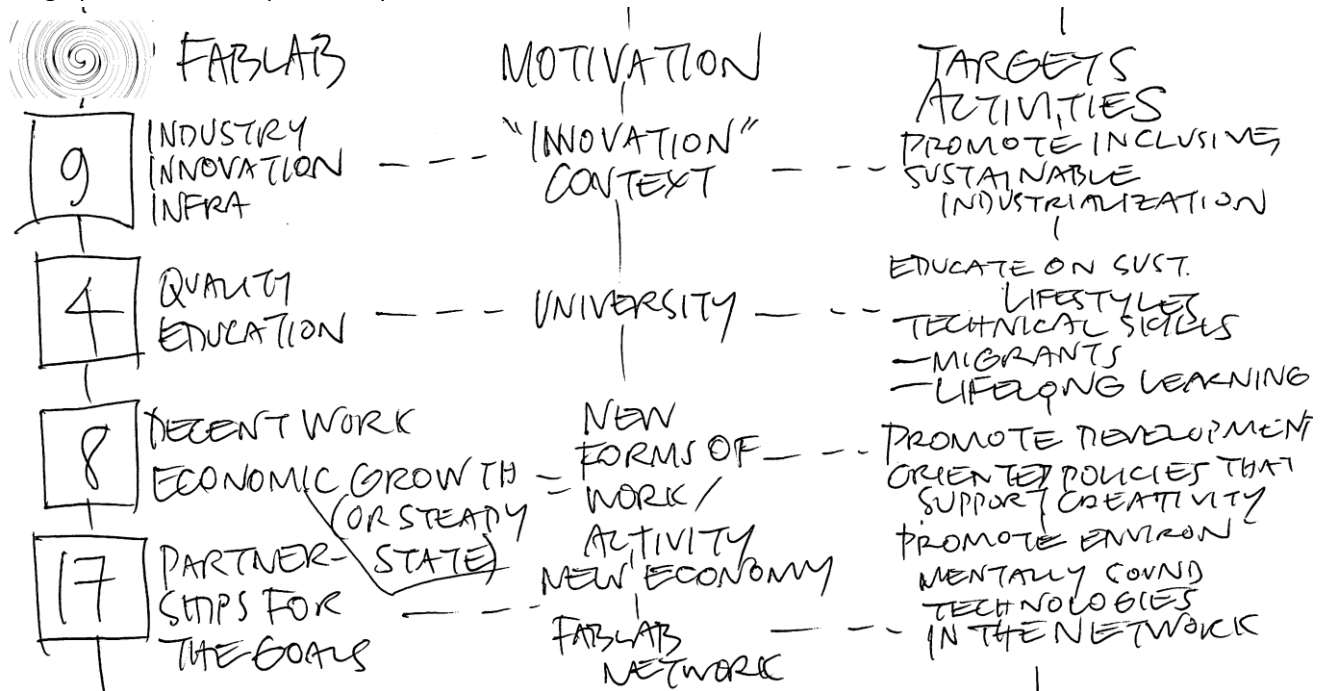 FABLAB
MOTIVATION
TARGETS
ACTIVITIES
9
INDUSTRY
INNOVATION
INFRA
"INNOVATION"
CONTEXT
PROMOTE INCLUSIVE,
SUSTAINABLE
INDUSTRIALIZATION
4
QUALITY
EDUCATION
UNIVERSITY
EDUCATE ON SUST.
LIFESTYLES
TECHNICAL SKILLS
—MIGRANTS
—LIFELONG LEARNING
8
DECENT WORK
ECONOMIC GROWTH
(OR STEADY
STATE)
NEW
FORMS OF
WORK/
ACTIVITY
NEW ECONOMY
PROMOTE DEVELOPMENT
ORIENTED POLICIES THAT
SUPPORT CREATIVITY
17
PARTNER-
SHIPS FOR
THE GOALS
FABLAB
NETWORK
PROMOTE ENVIRON-
MENTALLY SOUND
TECHNOLOGIES
IN THE NETWORK